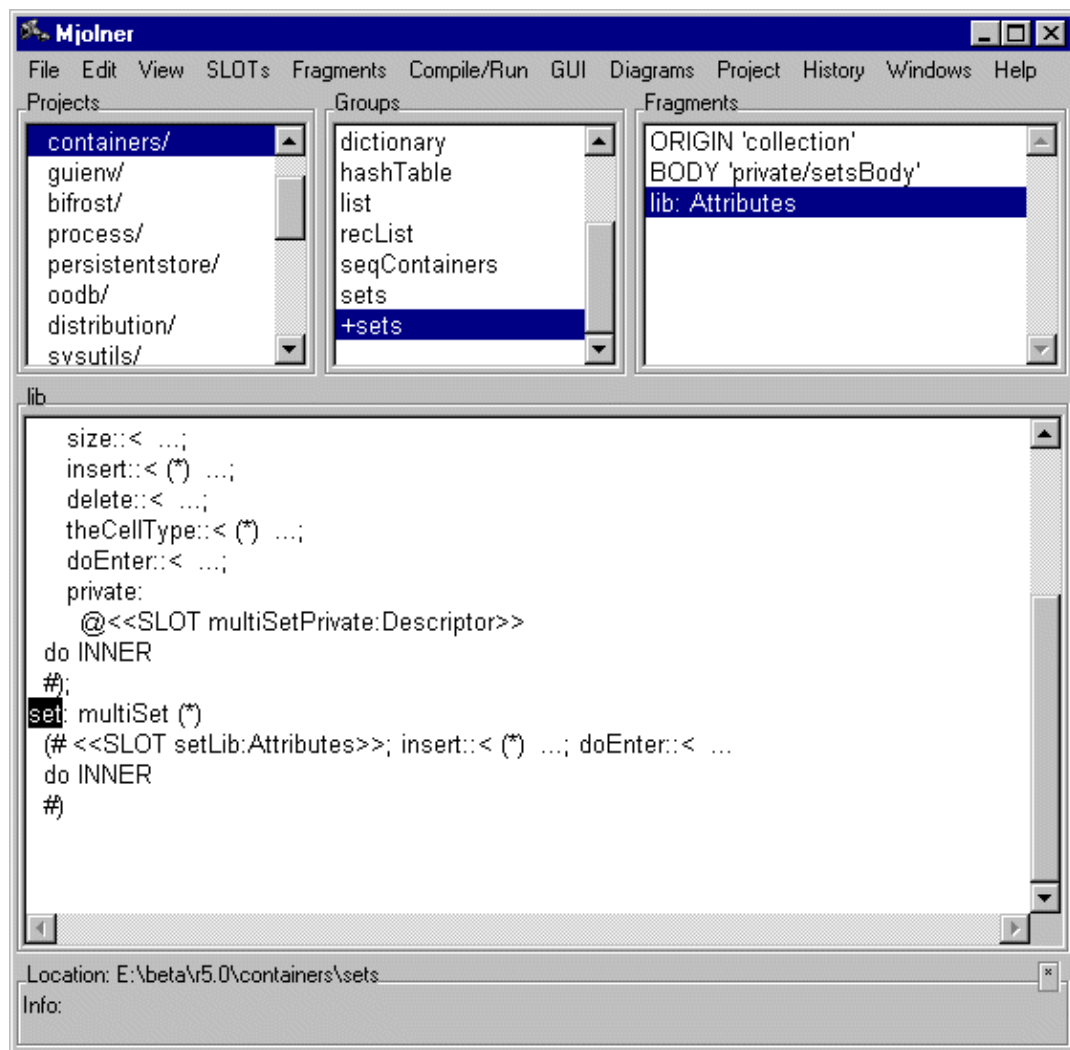 Mjolner
File Edit View SLOTs Fragments Compile/Run GUI Diagrams Project History Windows Help
Projects
containers/
guienv/
bifrost/
process/
persistentstore/
oodb/
distribution/
sysutils/
Groups
dictionary
hashTable
list
recList
seqContainers
sets
+sets
Fragments
ORIGIN 'collection'
BODY 'private/setsBody'
lib: Attributes
lib
size::< ...;
insert::< (*) ...;
delete::< ...;
theCellType::< (*) ...;
doEnter::< ...;
private:
@<<SLOT multiSetPrivate:Descriptor>>
do INNER
#);
set: multiSet (*)
(# <<SLOT setLib:Attributes>>; insert::< (*) ...; doEnter::< ...
do INNER
#)
Location: E:\beta\r5.0\containers\sets
Info: